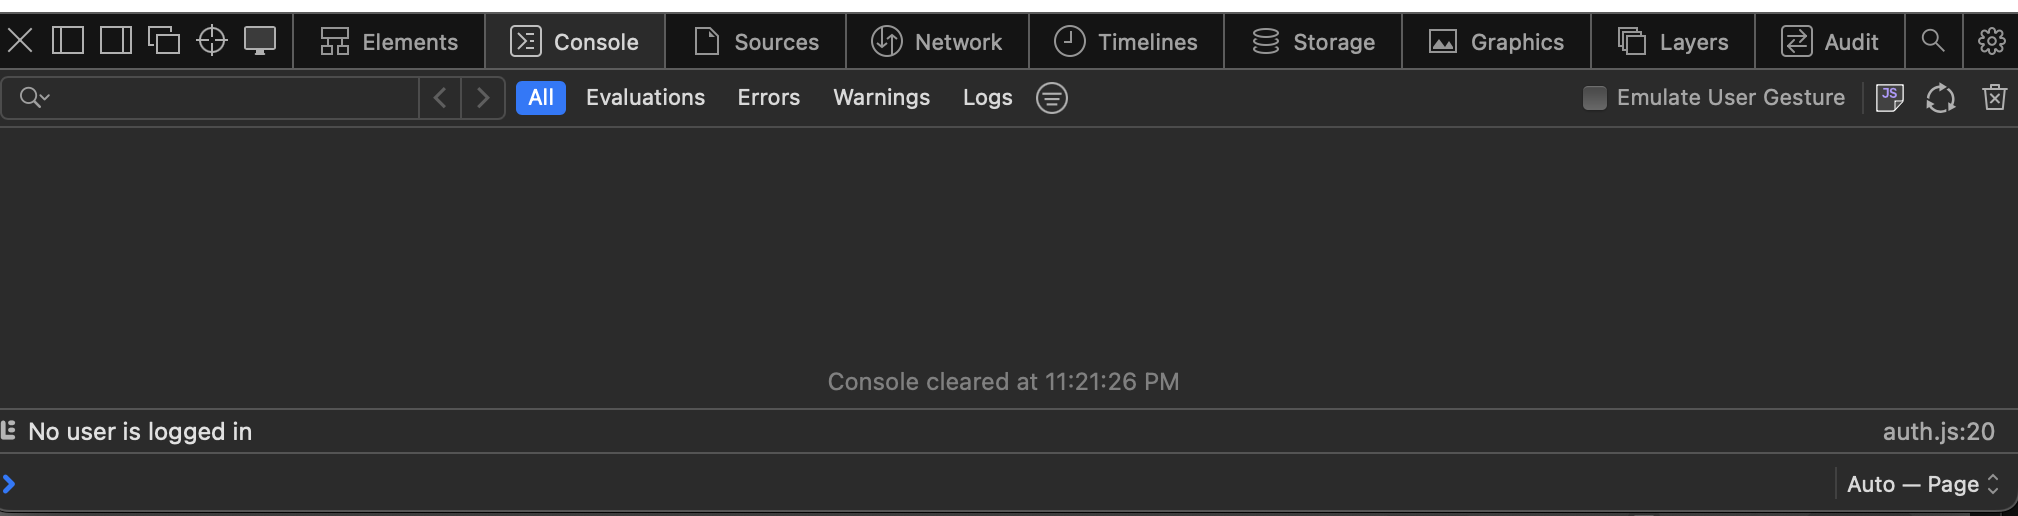 Elements Console Sources Network Timelines Storage Graphics Layers Audit
All Evaluations Errors Warnings Logs Emulate User Gesture JS
Console cleared at 11:21:26 PM
No user is logged in auth.js:20
Auto — Page